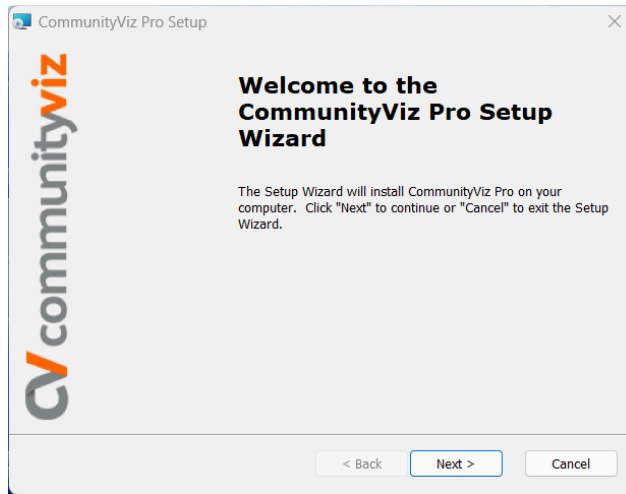 CommunityViz Pro Setup
CV communityviz
Welcome to the
CommunityViz Pro Setup
Wizard
The Setup Wizard will install CommunityViz Pro on your
computer. Click "Next" to continue or "Cancel" to exit the Setup
Wizard.
< Back
Next >
Cancel